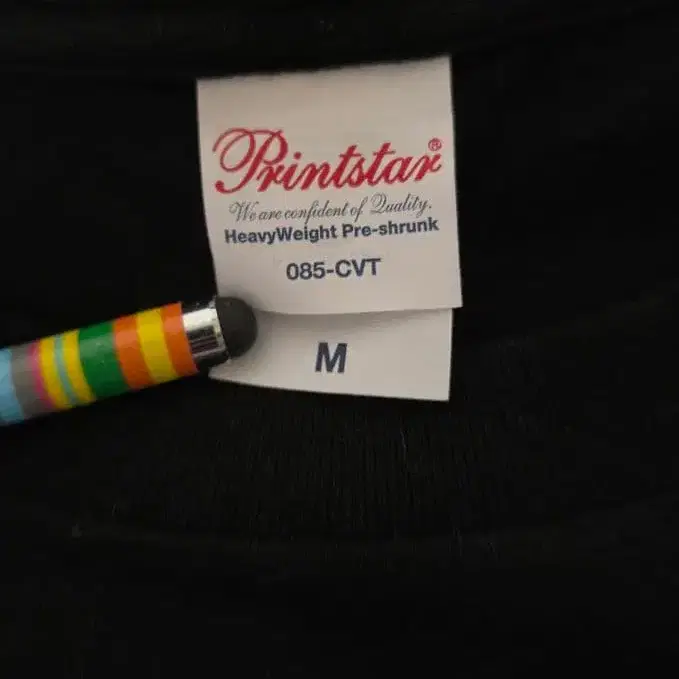 Printstar®
We are confident of Quality.
HeavyWeight Pre-shrunk
085-CVT
M